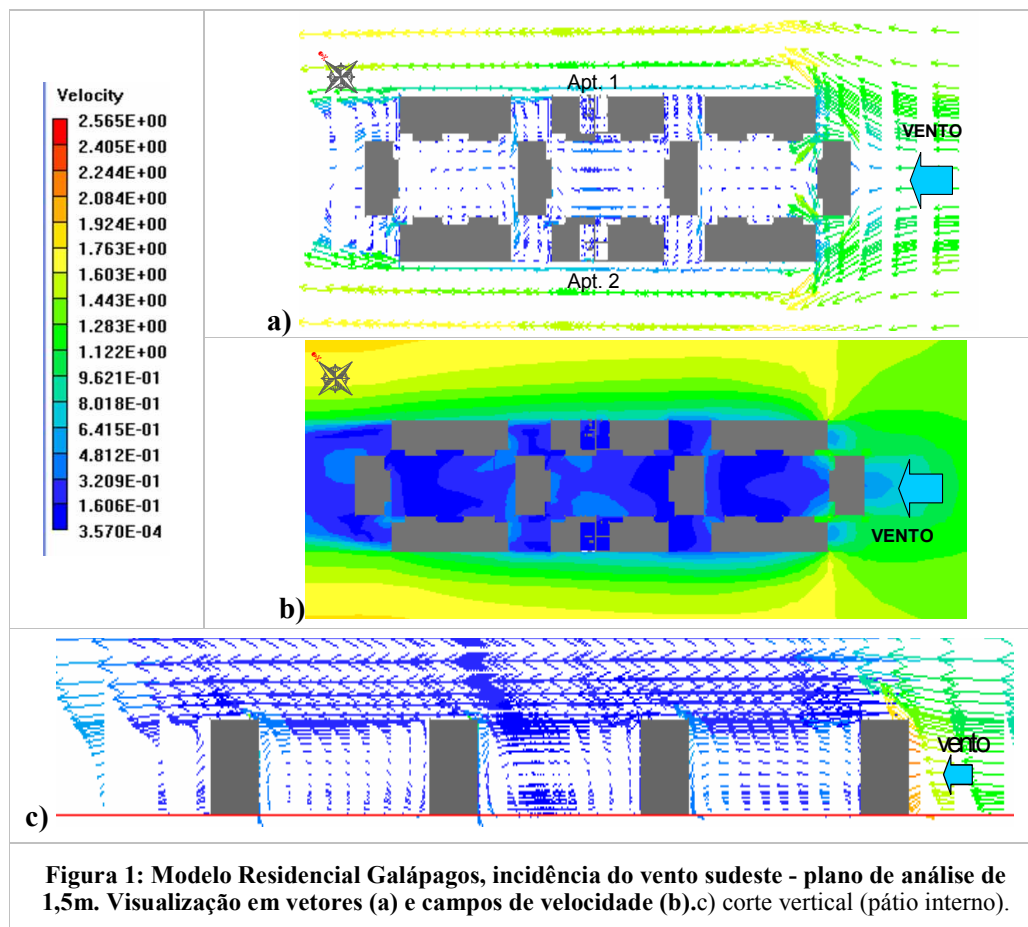 Velocity
2.565E+00
2.405E+00
2.244E+00
2.084E+00
1.924E+00
1.763E+00
1.603E+00
1.443E+00
1.283E+00
1.122E+00
9.621E-01
8.018E-01
6.415E-01
4.812E-01
3.209E-01
1.606E-01
3.570E-04
Apt. 1
VENTO
Apt. 2
a)
VENTO
b)
vento
c)
Figura 1: Modelo Residencial Galápagos, incidência do vento sudeste - plano de análise de
1,5m. Visualização em vetores (a) e campos de velocidade (b).c) corte vertical (pátio interno).